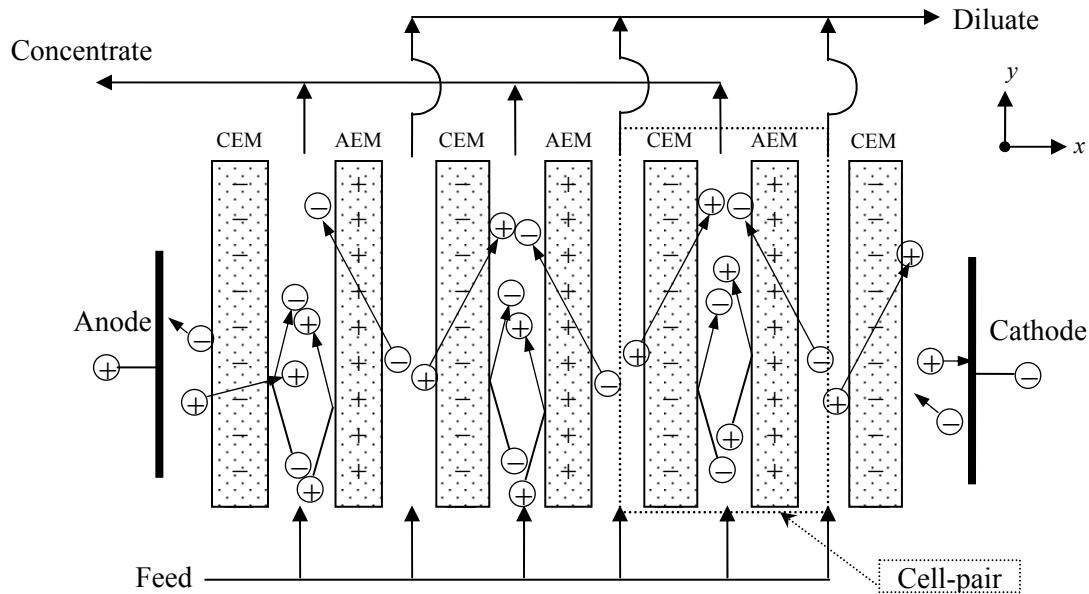 Diluate
Concentrate
y
x
CEM AEM CEM AEM CEM AEM CEM
Anode
Cathode
Feed
Cell-pair